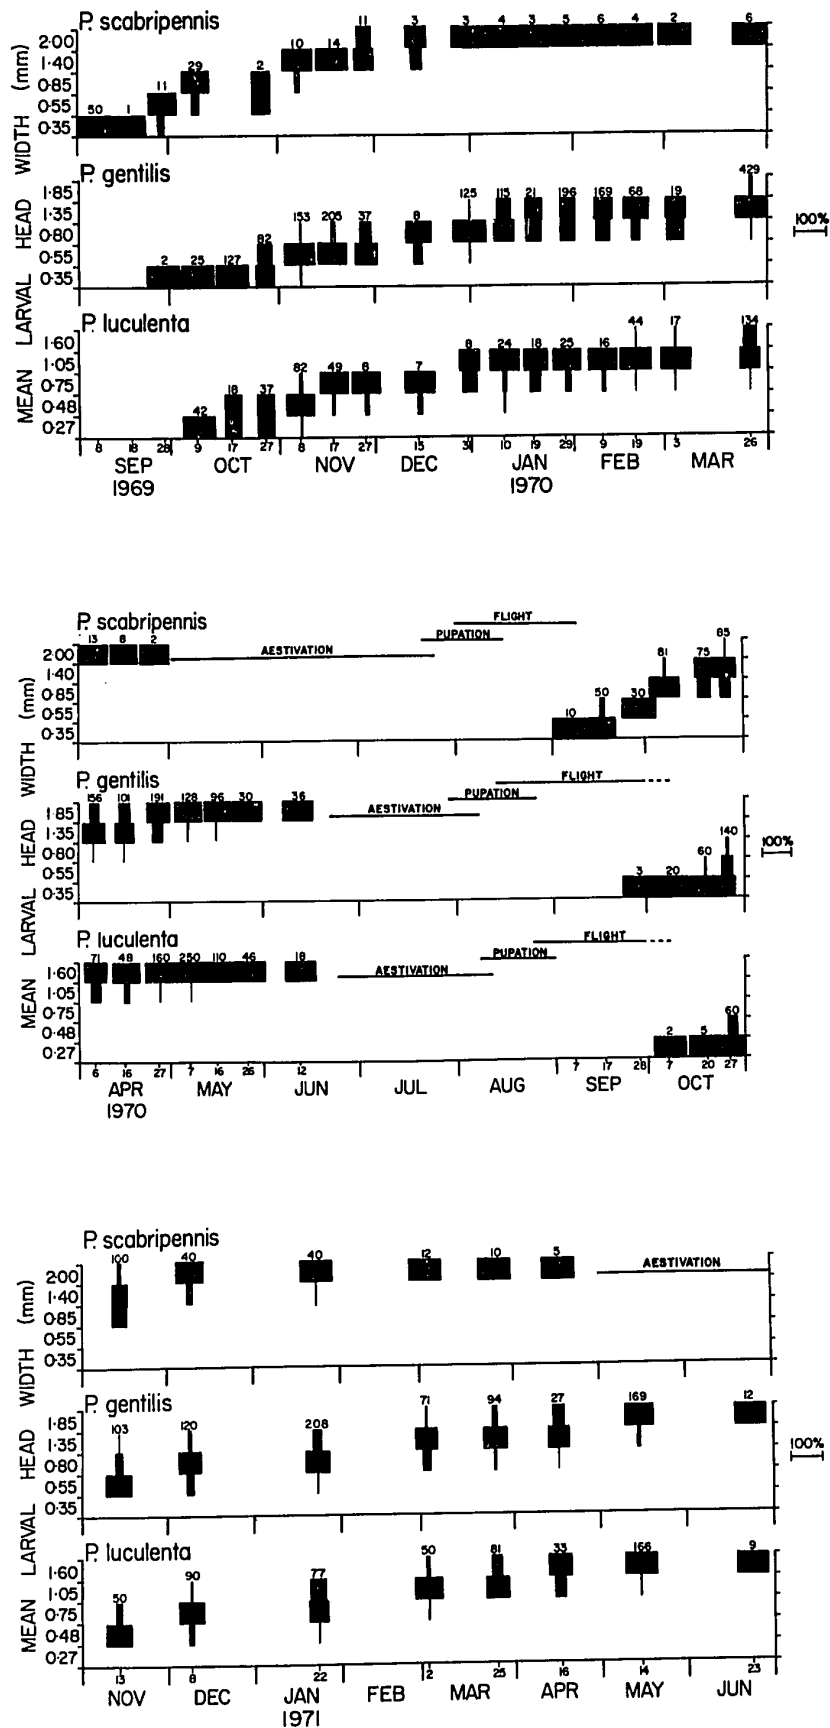 P. scabripennis
50 1 11 29 2 10 14 11 3 3 4 3 5 6 4 2 6
2·00
1·40
0·85
0·55
0·35
P. gentilis
2 25 127 82 153 205 37 8 125 115 21 196 169 68 19 429
1·85
1·35
0·80
0·55
0·35
100%
P. luculenta
42 18 37 82 49 8 7 8 24 18 25 16 44 17 134
1·60
1·05
0·75
0·48
0·27
MEAN LARVAL HEAD WIDTH (mm)
8 18 28 9 17 27 8 17 27 15 31 10 19 29 9 19 3 26
SEP OCT NOV DEC JAN FEB MAR
1969 1970
P. scabripennis
13 8 2 AESTIVATION PUPATION FLIGHT 10 50 30 81 75 85
2·00
1·40
0·85
0·55
0·35
P. gentilis
156 101 191 128 96 30 36 AESTIVATION PUPATION FLIGHT 3 20 60 140
1·85
1·35
0·80
0·55
0·35
100%
P. luculenta
71 48 160 250 110 46 18 AESTIVATION PUPATION FLIGHT 2 5 60
1·60
1·05
0·75
0·48
0·27
MEAN LARVAL HEAD WIDTH (mm)
6 16 27 7 16 26 12 7 17 28 7 20 27
APR MAY JUN JUL AUG SEP OCT
1970
P. scabripennis
100 40 40 12 10 5 AESTIVATION
2·00
1·40
0·85
0·55
0·35
P. gentilis
103 120 208 71 94 27 169 12
1·85
1·35
0·80
0·55
0·35
100%
P. luculenta
50 90 77 50 81 33 166 9
1·60
1·05
0·75
0·48
0·27
MEAN LARVAL HEAD WIDTH (mm)
13 8 22 2 25 16 14 23
NOV DEC JAN FEB MAR APR MAY JUN
1971